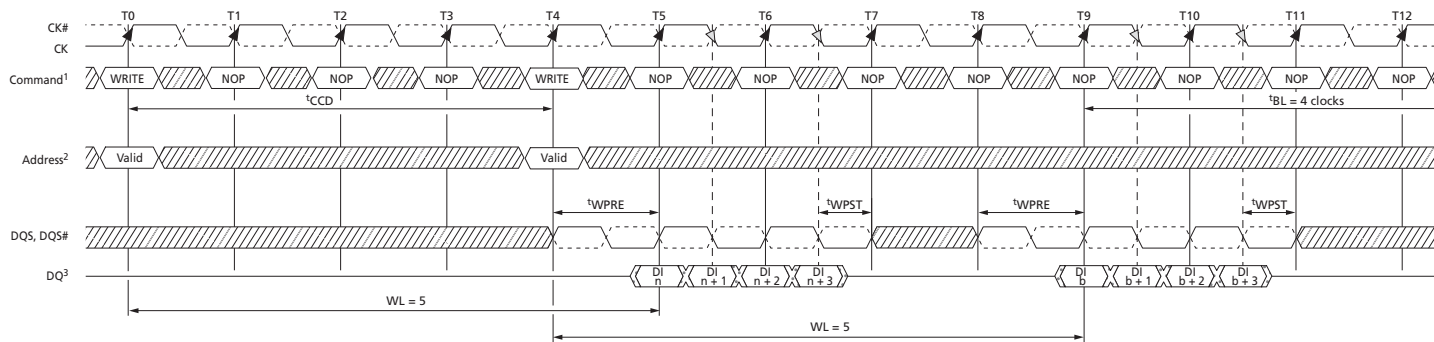 T0 T1 T2 T3 T4 T5 T6 T7 T8 T9 T10 T11 T12
CK#
CK
Command¹ WRITE NOP NOP NOP WRITE NOP NOP NOP NOP NOP NOP NOP NOP
ᵗCCD ᵗBL = 4 clocks
Address² Valid Valid
ᵗWPRE ᵗWPST ᵗWPRE ᵗWPST
DQS, DQS#
DQ³ DI n DI n + 1 DI n + 2 DI n + 3 DI b DI b + 1 DI b + 2 DI b + 3
WL = 5
WL = 5